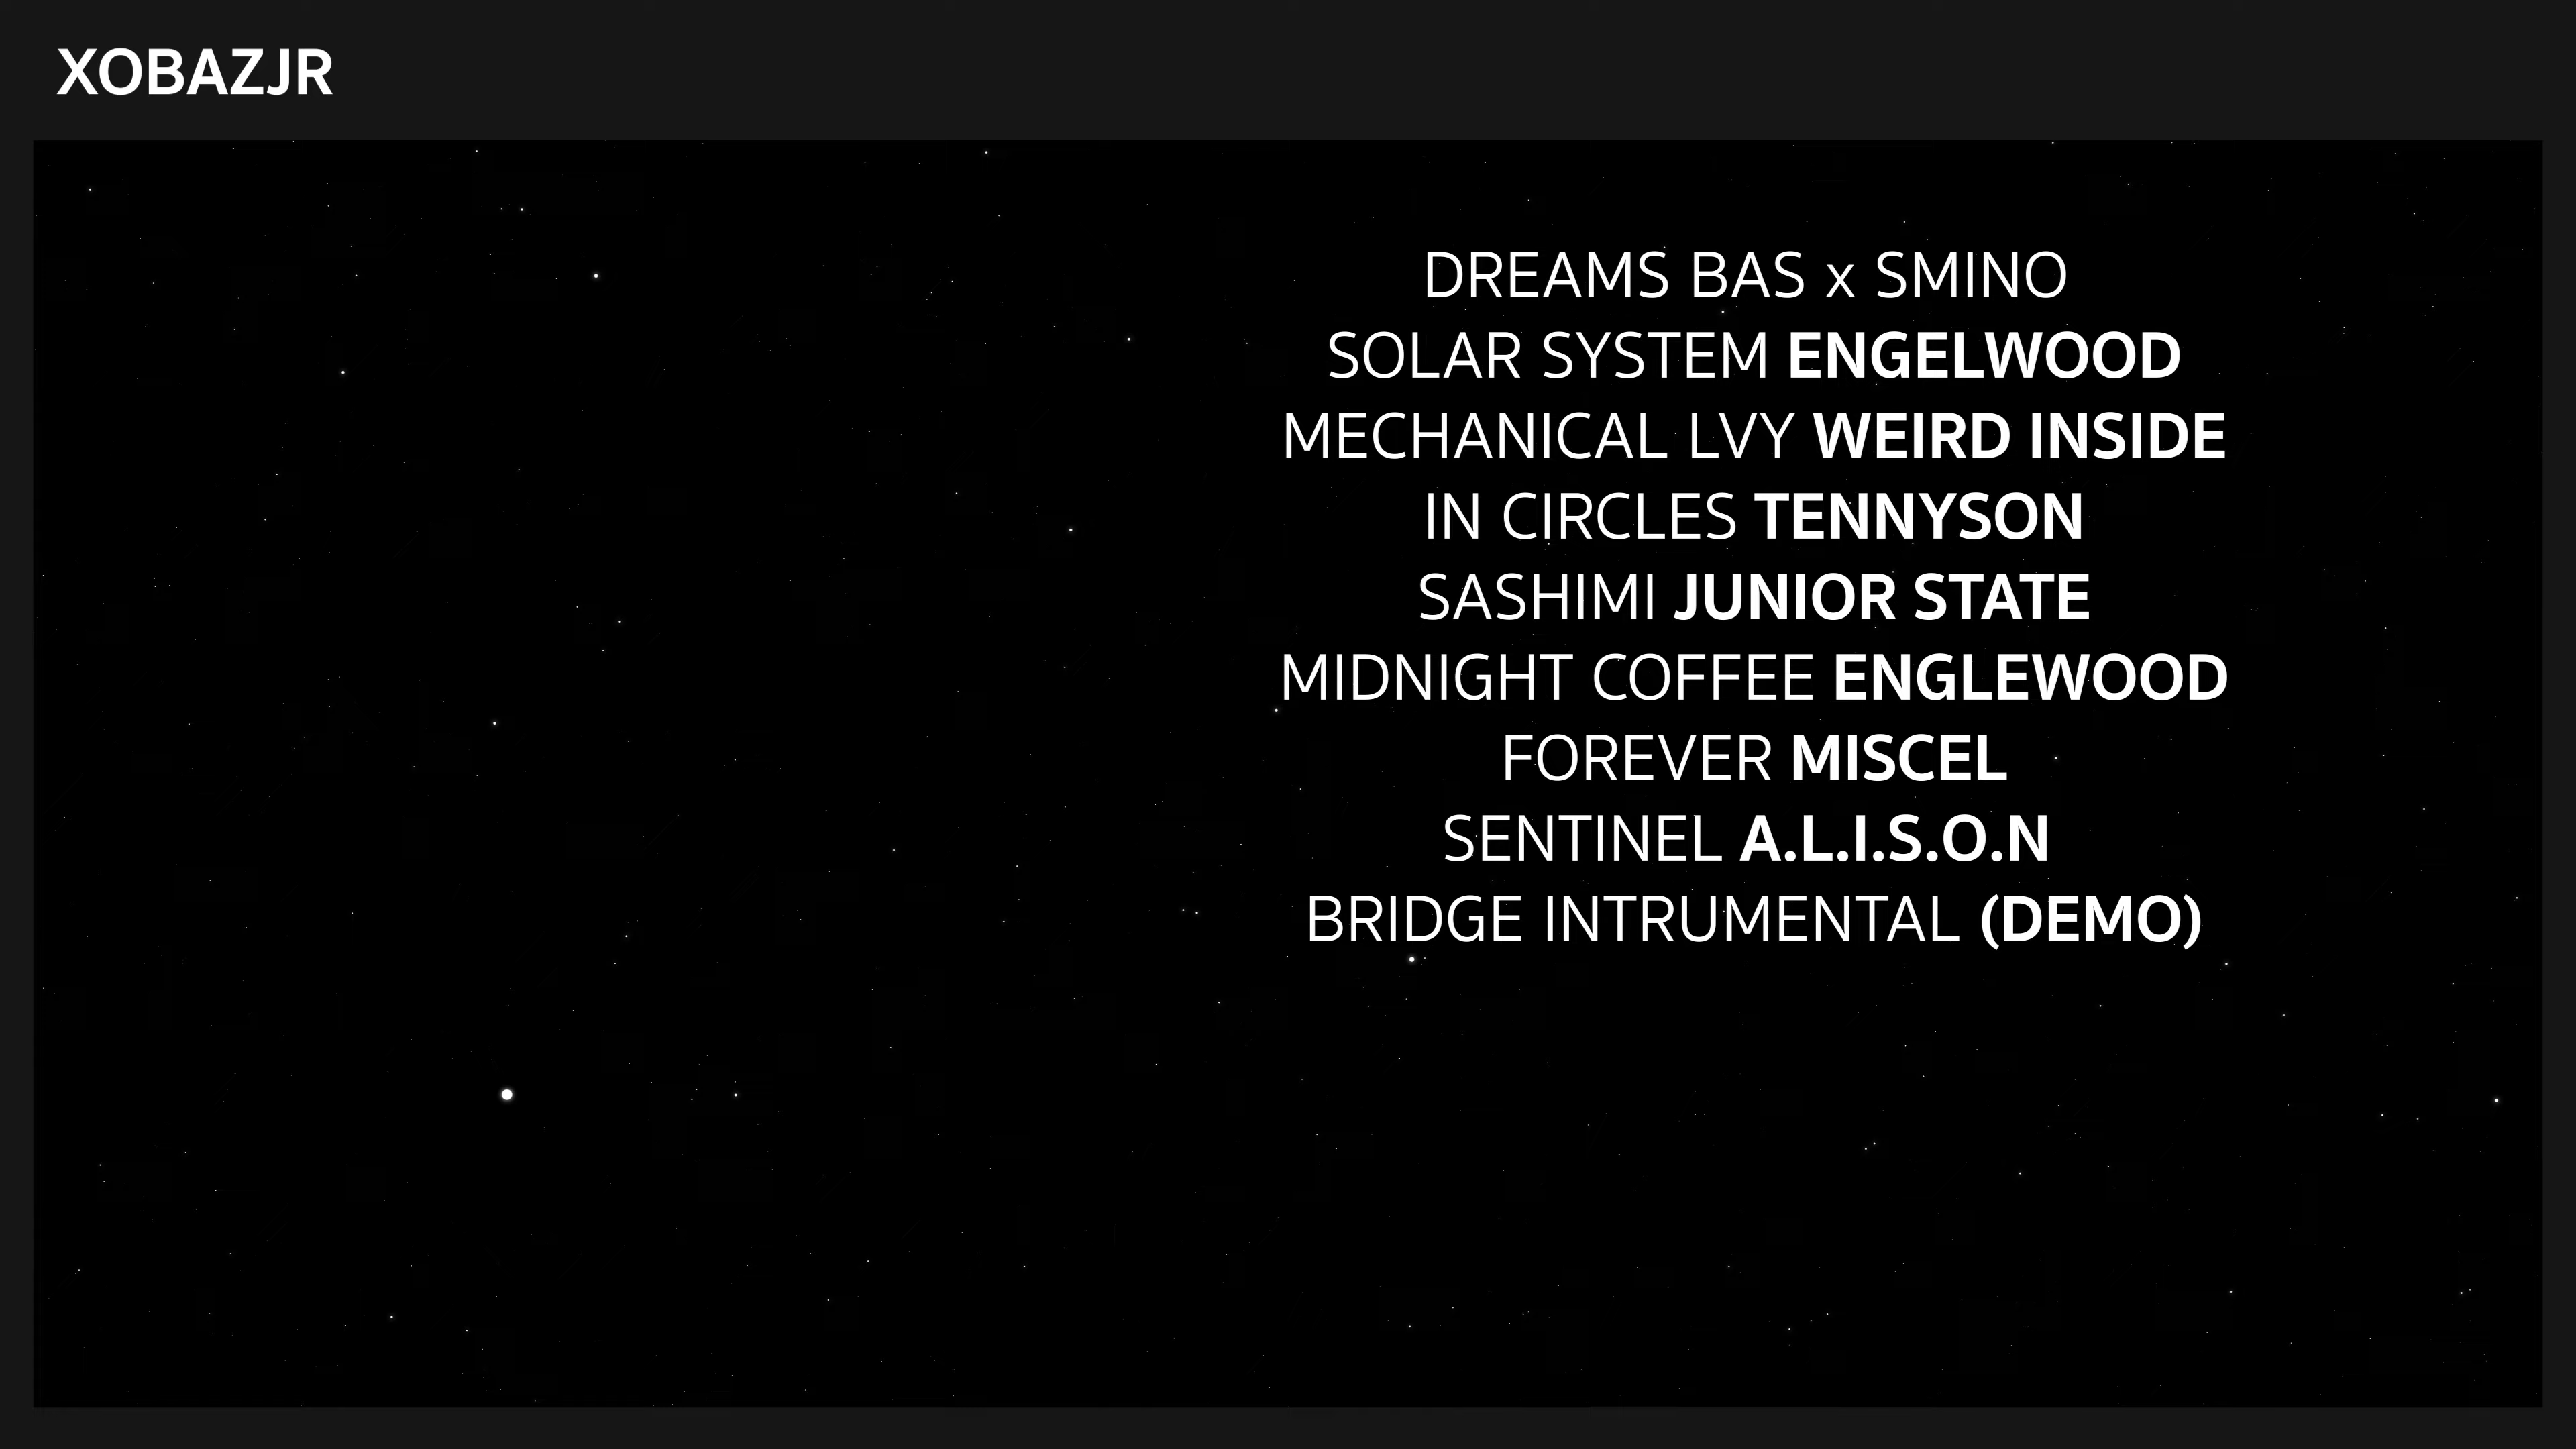 XOBAZJR
DREAMS BAS x SMINO
SOLAR SYSTEM ENGELWOOD
MECHANICAL LVY WEIRD INSIDE
IN CIRCLES TENNYSON
SASHIMI JUNIOR STATE
MIDNIGHT COFFEE ENGLEWOOD
FOREVER MISCEL
SENTINEL A.L.I.S.O.N
BRIDGE INTRUMENTAL (DEMO)